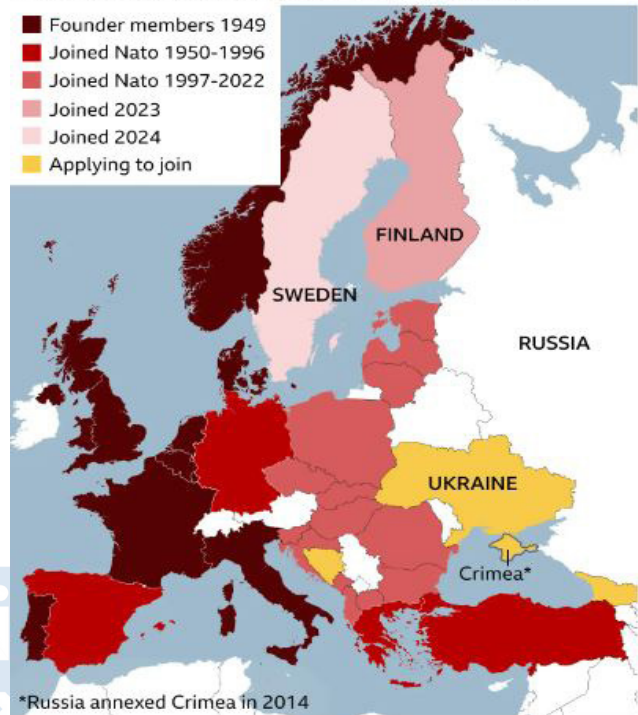 Founder members 1949
Joined Nato 1950-1996
Joined Nato 1997-2022
Joined 2023
Joined 2024
Applying to join
FINLAND
SWEDEN
RUSSIA
UKRAINE
Crimea*
*Russia annexed Crimea in 2014